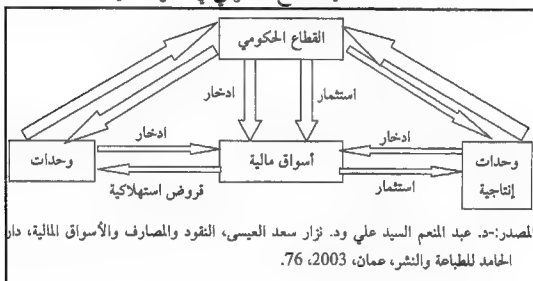 القطاع الحكومي
ادخار
استثمار
ادخار
ادخار
وحدات
أسواق مالية
وحدات
إنتاجية
قروض استهلاكية
استثمار
المصدر:-د. عبد المنعم السيد علي ود. نزار سعد العيسى، النقود والمصارف والأسواق المالية، دار
الحامد للطباعة والنشر، عمان، 2003، 76.